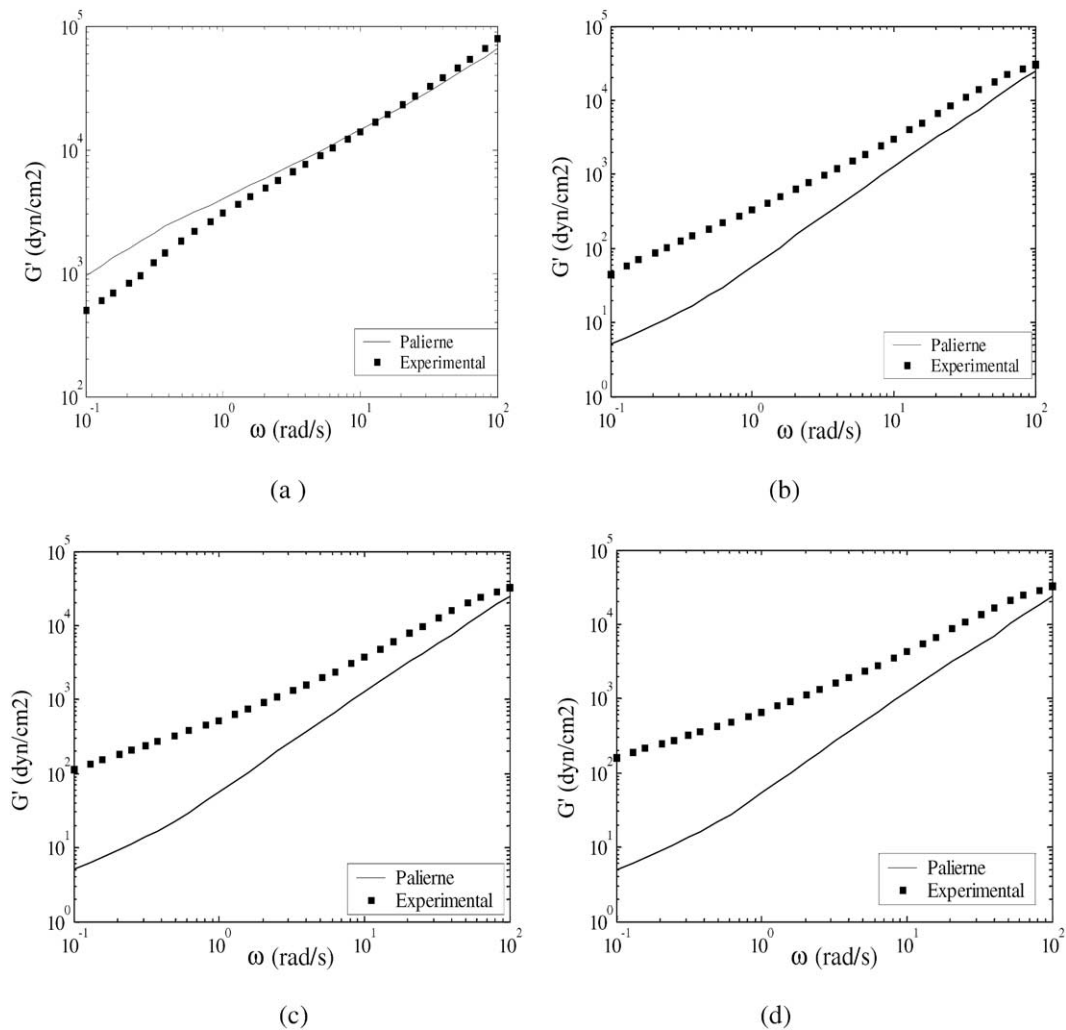 10^5
10^4
10^3
10^2
G' (dyn/cm2)
10^-1
10^0
10^1
10^2
ω (rad/s)
Palierne
Experimental
(a )
10^5
10^4
10^3
10^2
10^1
10^0
G' (dyn/cm2)
10^-1
10^0
10^1
10^2
ω (rad/s)
Palierne
Experimental
(b)
10^5
10^4
10^3
10^2
10^1
10^0
G' (dyn/cm2)
10^-1
10^0
10^1
10^2
ω (rad/s)
Palierne
Experimental
(c)
10^5
10^4
10^3
10^2
10^1
10^0
G' (dyn/cm2)
10^-1
10^0
10^1
10^2
ω (rad/s)
Palierne
Experimental
(d)